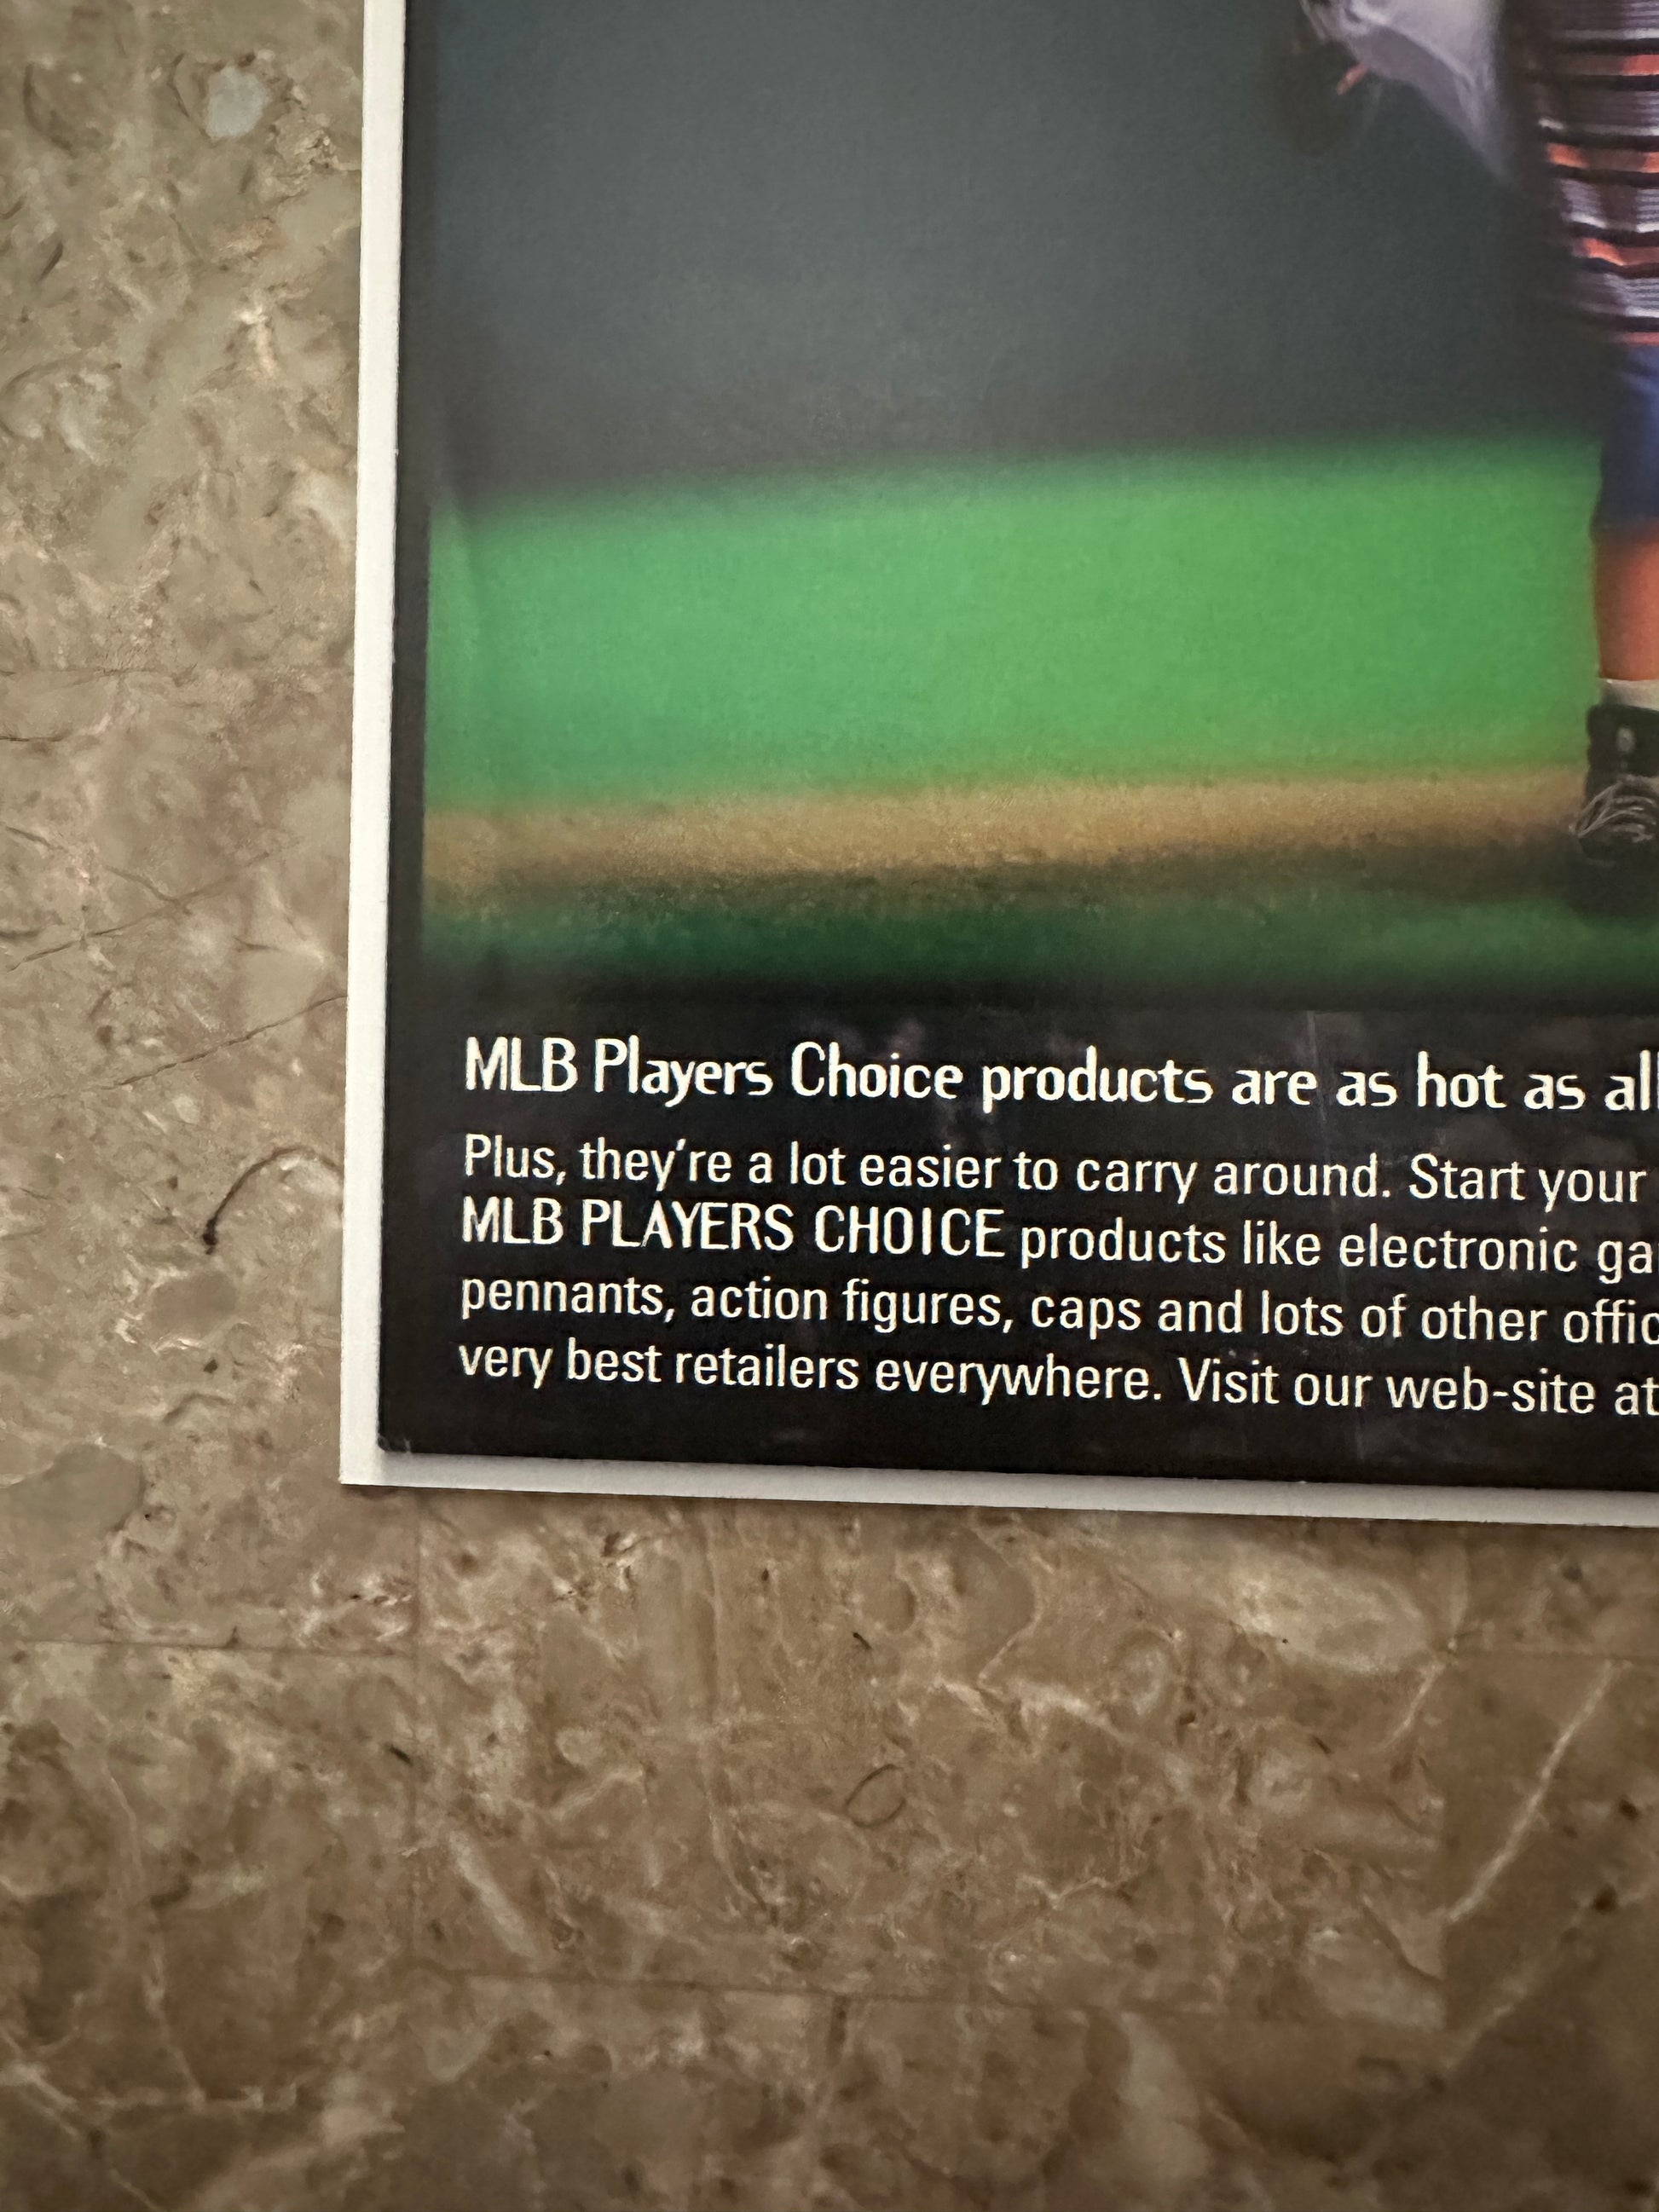 MLB Players Choice products are as hot as all
Plus, they're a lot easier to carry around. Start your
MLB PLAYERS CHOICE products like electronic ga
pennants, action figures, caps and lots of other offic
very best retailers everywhere. Visit our web-site at